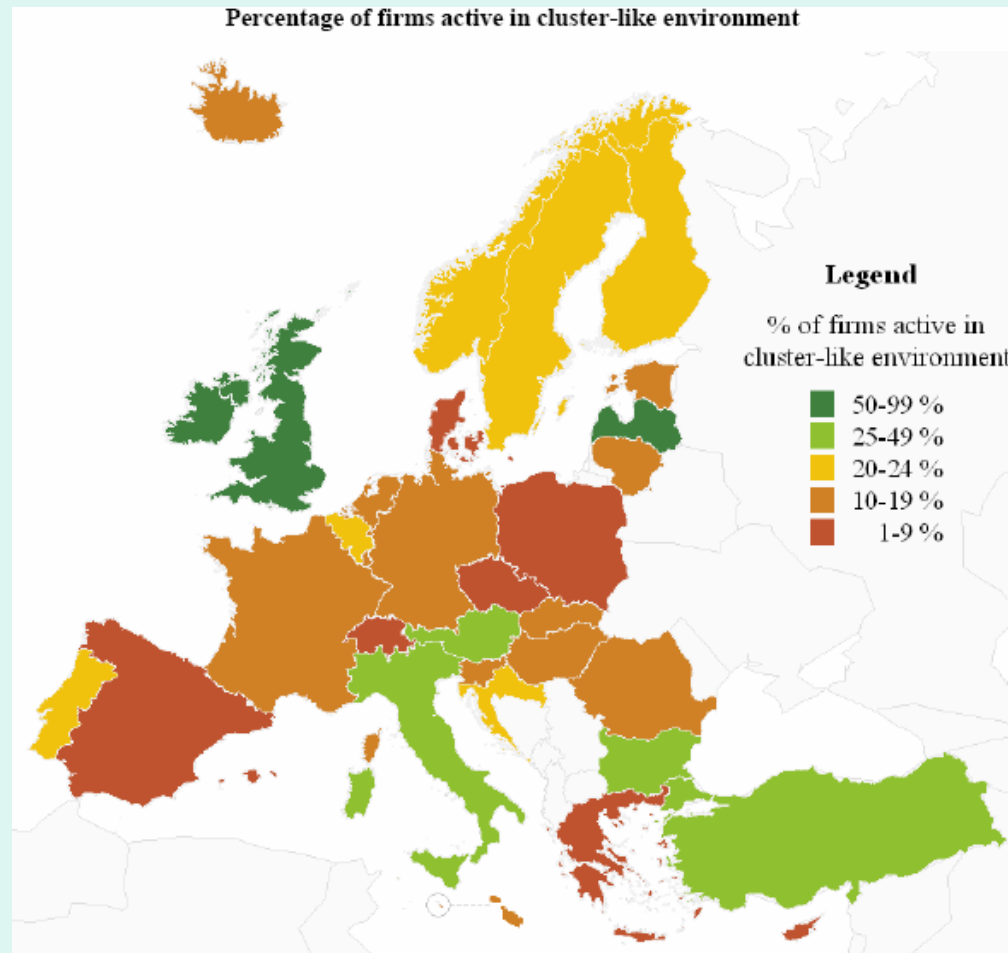 Percentage of firms active in cluster-like environment
Legend
% of firms active in
cluster-like environment
50-99 %
25-49 %
20-24 %
10-19 %
1-9 %